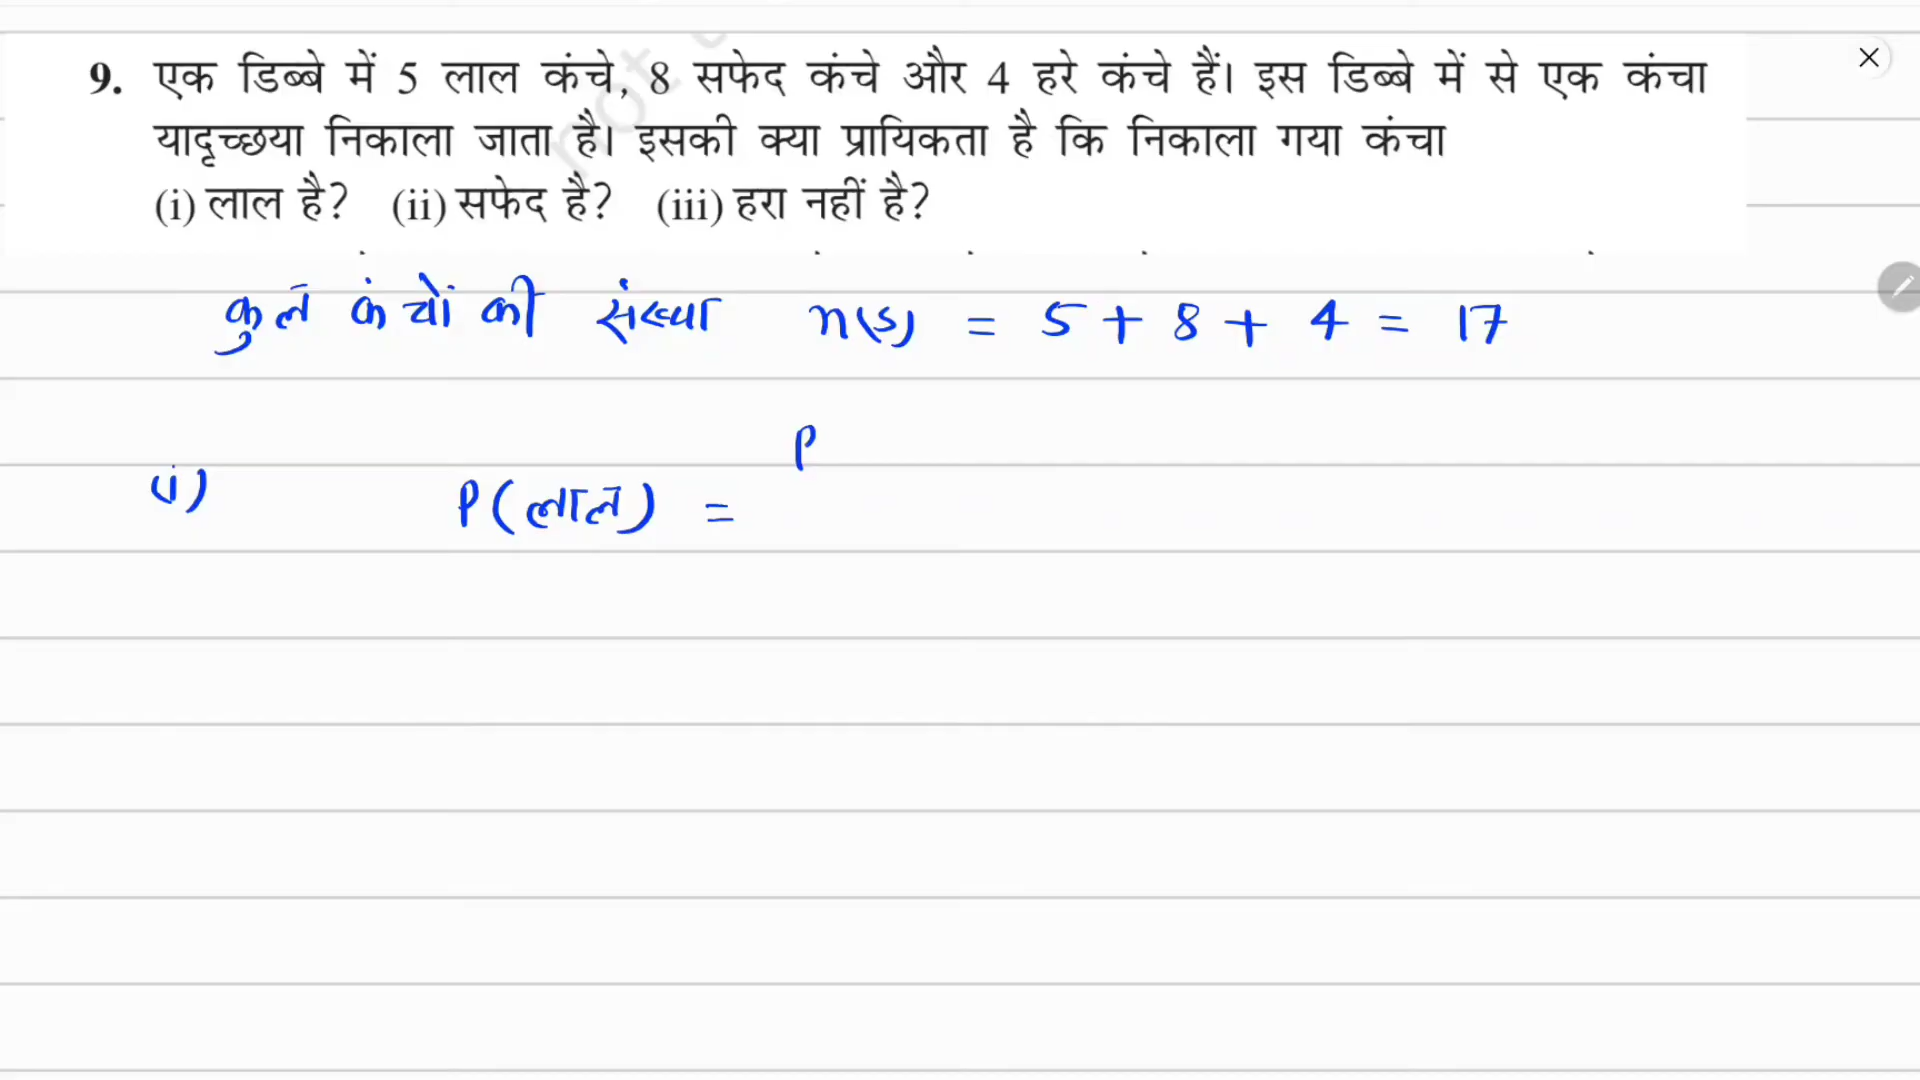 9. एक डिब्बे में 5 लाल कंचे, 8 सफेद कंचे और 4 हरे कंचे हैं। इस डिब्बे में से एक कंचा
यादृच्छया निकाला जाता है। इसकी क्या प्रायिकता है कि निकाला गया कंचा
(i) लाल है? (ii) सफेद है? (iii) हरा नहीं है?
कुल कंचों की संख्या n(s) = 5 + 8 + 4 = 17
P
(i) P(लाल) =
not